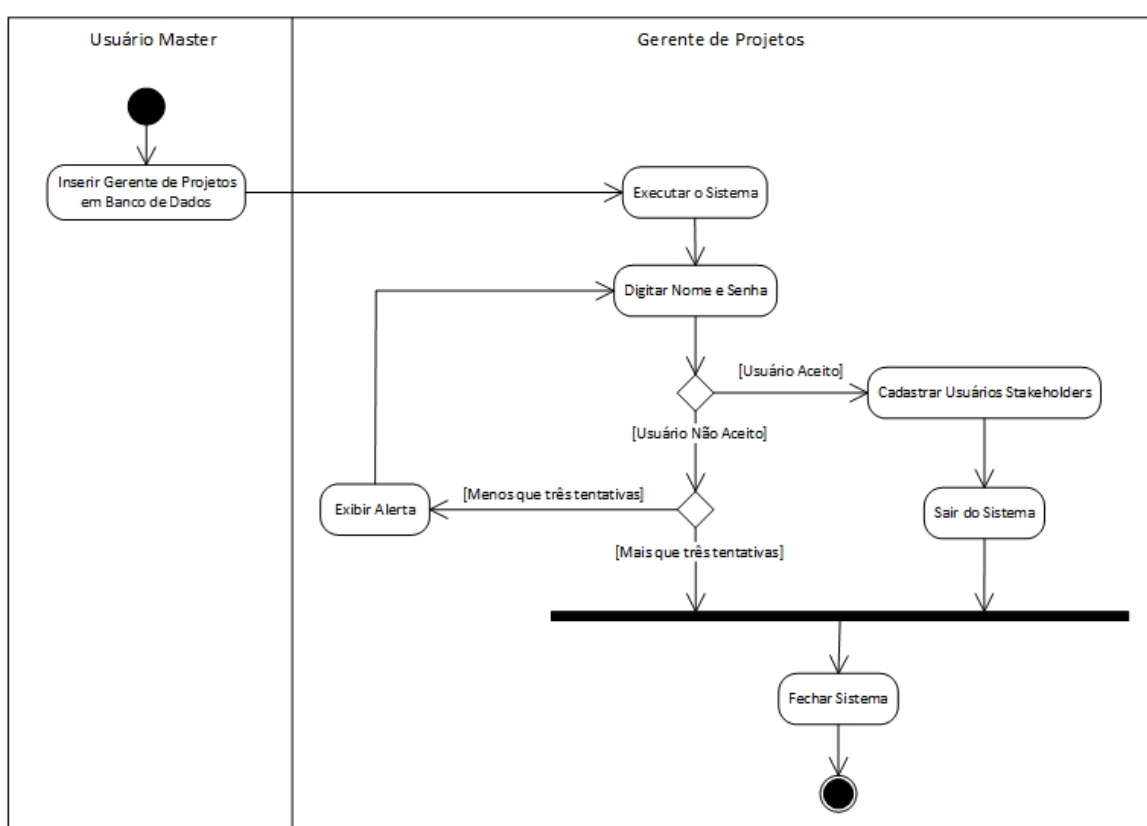 Usuário Master
Gerente de Projetos
Inserir Gerente de Projetos
em Banco de Dados
Executar o Sistema
Digitar Nome e Senha
[Usuário Aceito]
Cadastrar Usuários Stakeholders
[Usuário Não Aceito]
[Menos que três tentativas]
Exibir Alerta
Sair do Sistema
[Mais que três tentativas]
Fechar Sistema